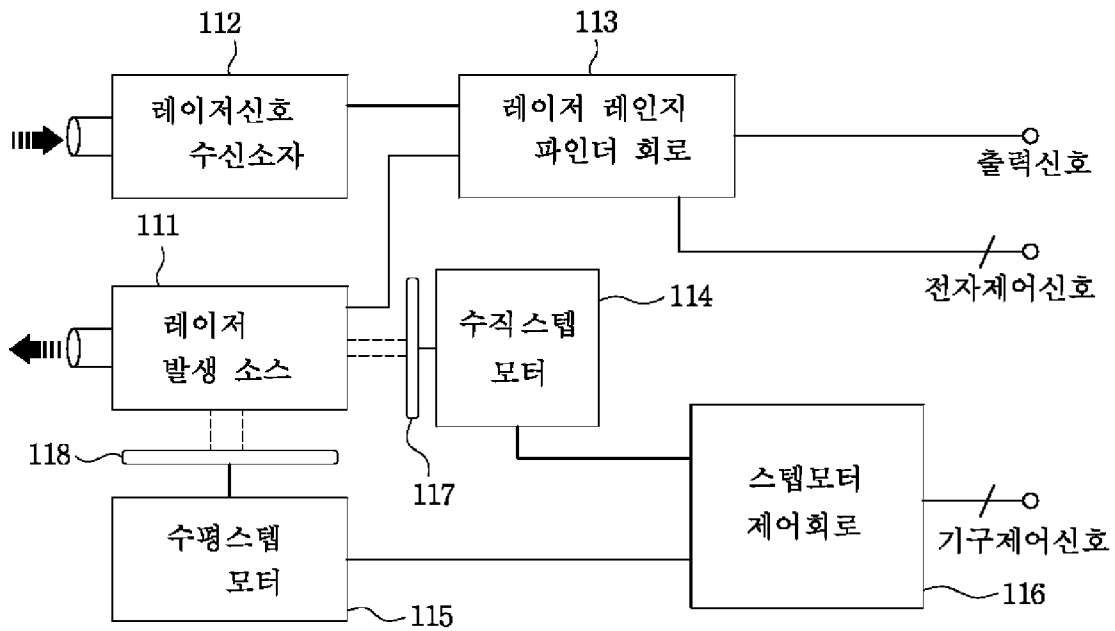 112
레이저신호
수신소자
113
레이저 레인지
파인더 회로
출력신호
전자제어신호
111
레이저
발생 소스
114
수직스텝
모터
117
118
수평스텝
모터
115
스텝모터
제어회로
116
기구제어신호